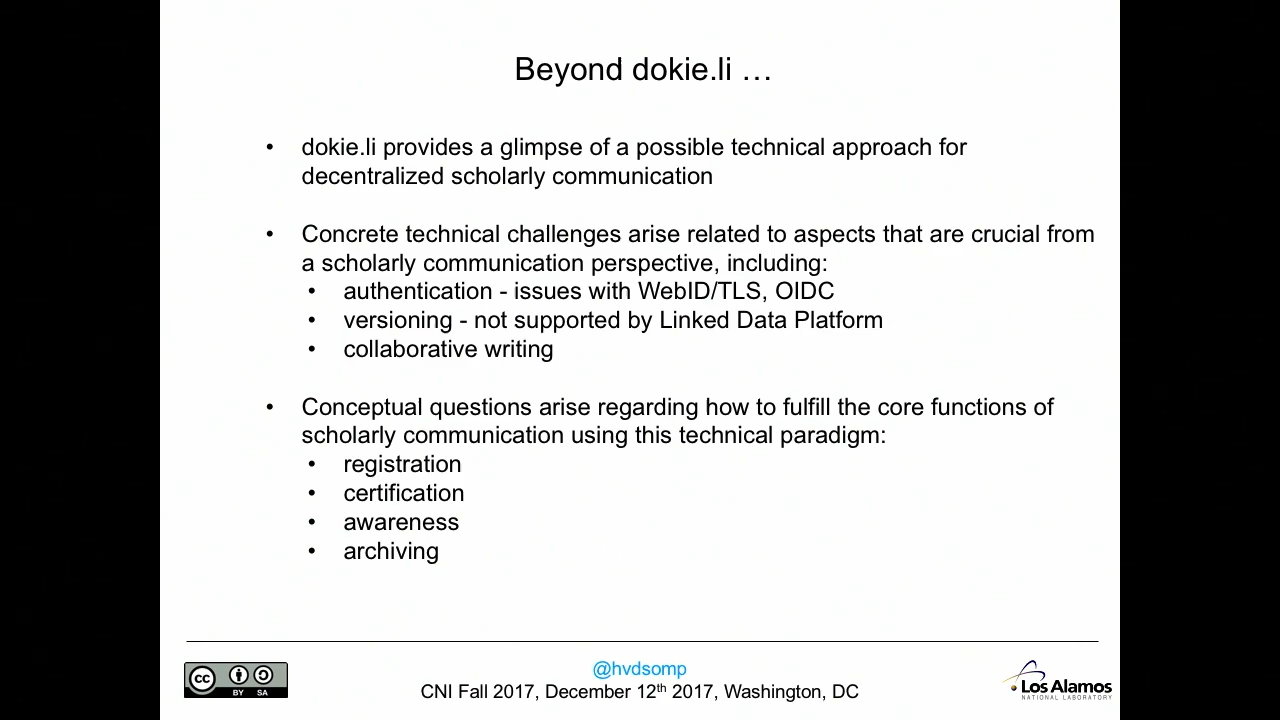 Beyond dokie.li …
• dokie.li provides a glimpse of a possible technical approach for
decentralized scholarly communication
• Concrete technical challenges arise related to aspects that are crucial from
a scholarly communication perspective, including:
• authentication - issues with WebID/TLS, OIDC
• versioning - not supported by Linked Data Platform
• collaborative writing
• Conceptual questions arise regarding how to fulfill the core functions of
scholarly communication using this technical paradigm:
• registration
• certification
• awareness
• archiving
cc BY SA
@hvdsomp
CNI Fall 2017, December 12th 2017, Washington, DC
Los Alamos
NATIONAL LABORATORY